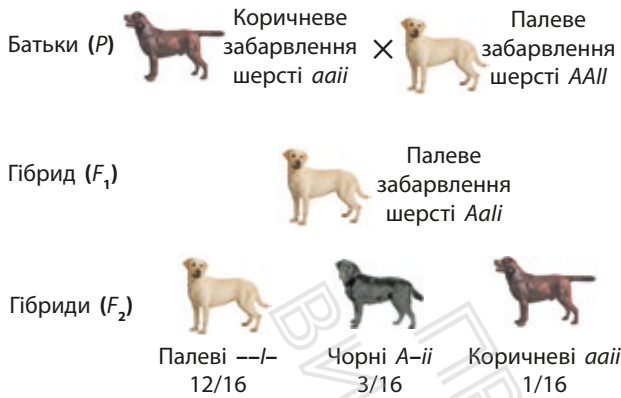 Батьки (P)
Коричневе
забарвлення
шерсті aaii
×
Палеве
забарвлення
шерсті AAII
Гібрид (F₁)
Палеве
забарвлення
шерсті AaIi
Гібриди (F₂)
Палеві ––I–
12/16
Чорні A–ii
3/16
Коричневі aaii
1/16